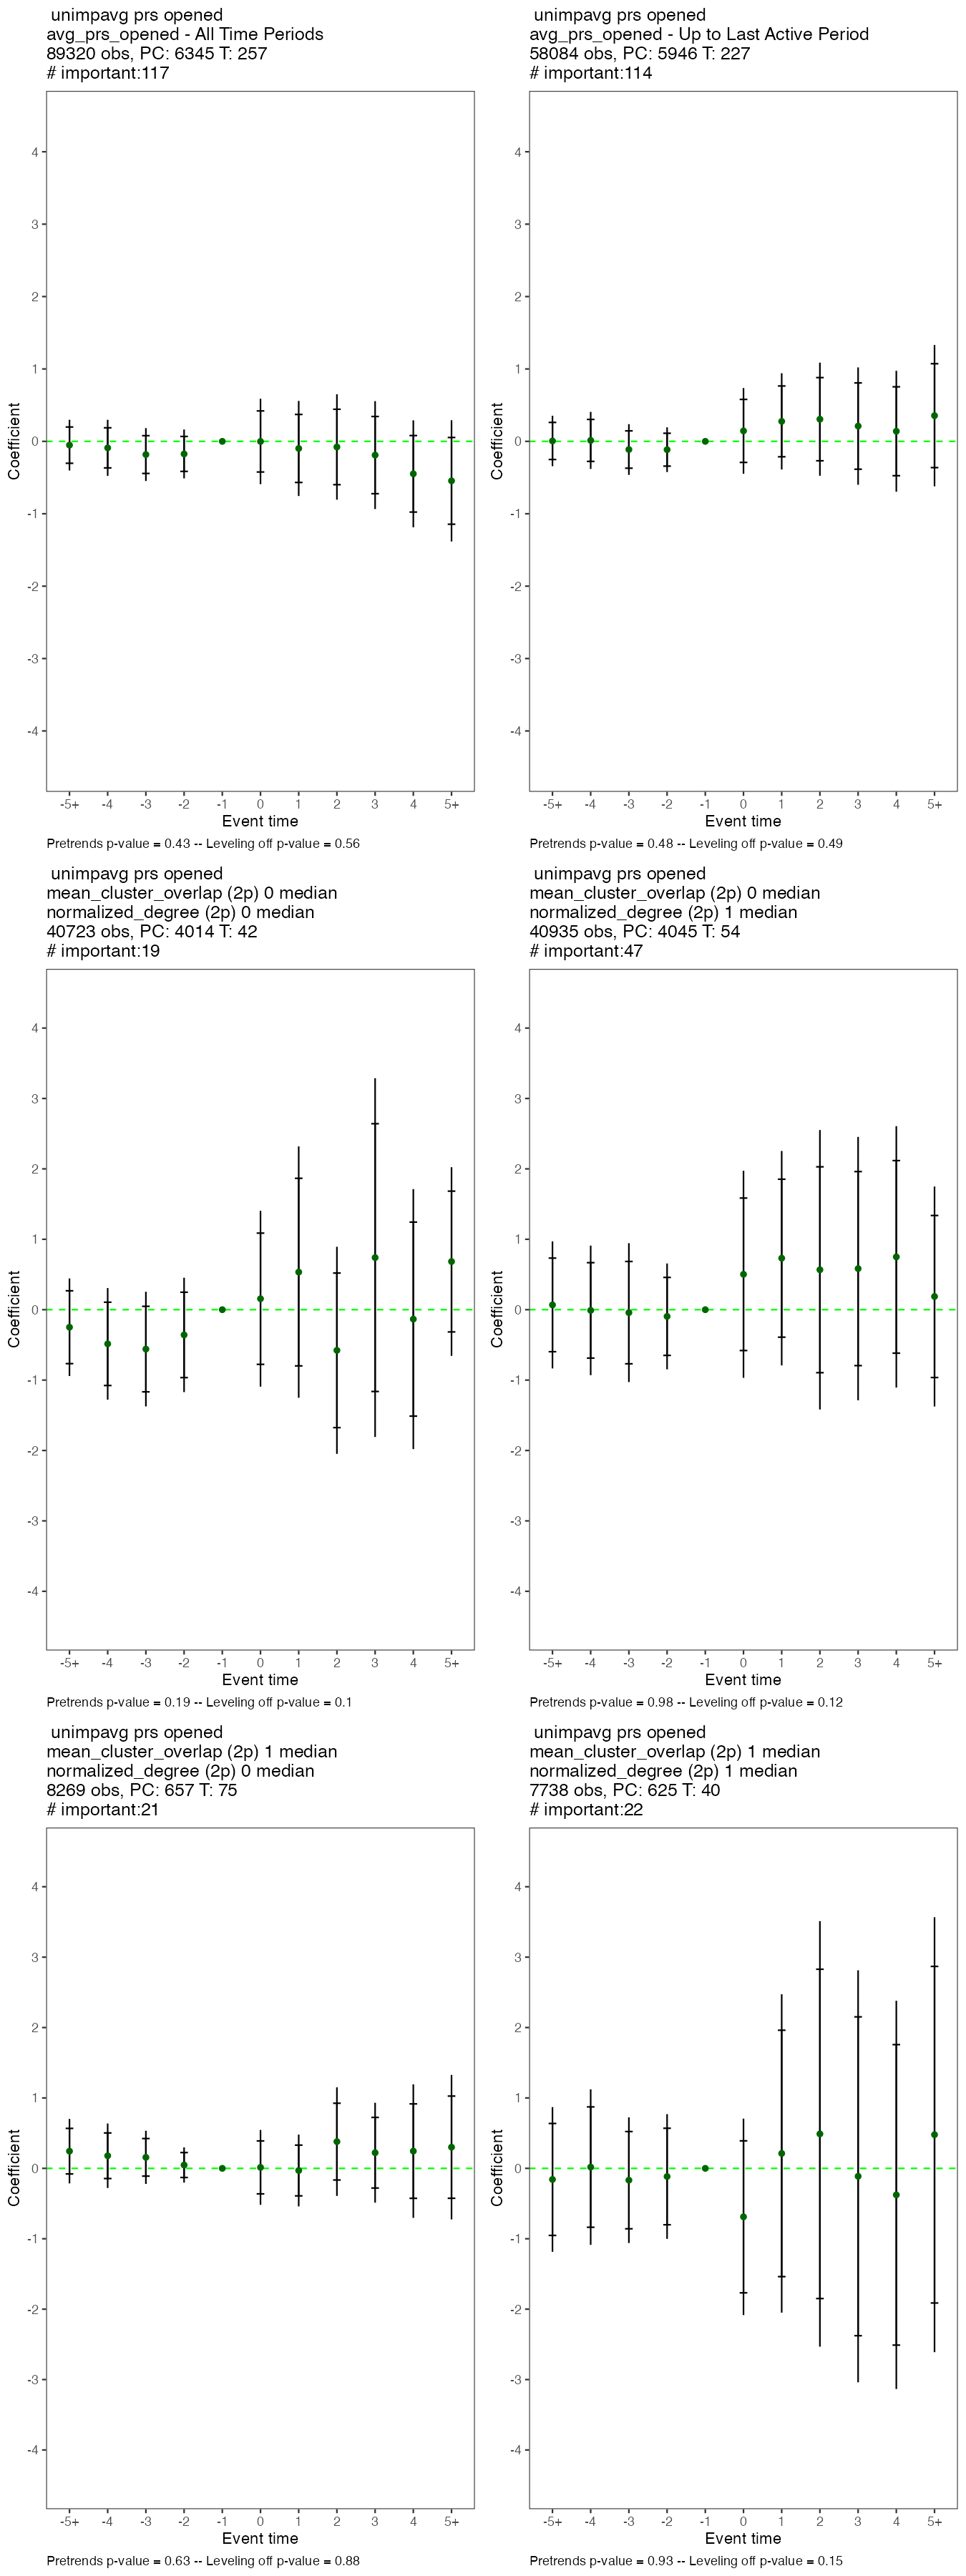 unimpavg prs opened
avg_prs_opened - All Time Periods
89320 obs, PC: 6345 T: 257
# important:117
Coefficient
4
3
2
1
0
-1
-2
-3
-4
-5+ -4 -3 -2 -1 0 1 2 3 4 5+
Event time
Pretrends p-value = 0.43 -- Leveling off p-value = 0.56
unimpavg prs opened
avg_prs_opened - Up to Last Active Period
58084 obs, PC: 5946 T: 227
# important:114
Coefficient
4
3
2
1
0
-1
-2
-3
-4
-5+ -4 -3 -2 -1 0 1 2 3 4 5+
Event time
Pretrends p-value = 0.48 -- Leveling off p-value = 0.49
unimpavg prs opened
mean_cluster_overlap (2p) 0 median
normalized_degree (2p) 0 median
40723 obs, PC: 4014 T: 42
# important:19
Coefficient
4
3
2
1
0
-1
-2
-3
-4
-5+ -4 -3 -2 -1 0 1 2 3 4 5+
Event time
Pretrends p-value = 0.19 -- Leveling off p-value = 0.1
unimpavg prs opened
mean_cluster_overlap (2p) 0 median
normalized_degree (2p) 1 median
40935 obs, PC: 4045 T: 54
# important:47
Coefficient
4
3
2
1
0
-1
-2
-3
-4
-5+ -4 -3 -2 -1 0 1 2 3 4 5+
Event time
Pretrends p-value = 0.98 -- Leveling off p-value = 0.12
unimpavg prs opened
mean_cluster_overlap (2p) 1 median
normalized_degree (2p) 0 median
8269 obs, PC: 657 T: 75
# important:21
Coefficient
4
3
2
1
0
-1
-2
-3
-4
-5+ -4 -3 -2 -1 0 1 2 3 4 5+
Event time
Pretrends p-value = 0.63 -- Leveling off p-value = 0.88
unimpavg prs opened
mean_cluster_overlap (2p) 1 median
normalized_degree (2p) 1 median
7738 obs, PC: 625 T: 40
# important:22
Coefficient
4
3
2
1
0
-1
-2
-3
-4
-5+ -4 -3 -2 -1 0 1 2 3 4 5+
Event time
Pretrends p-value = 0.93 -- Leveling off p-value = 0.15